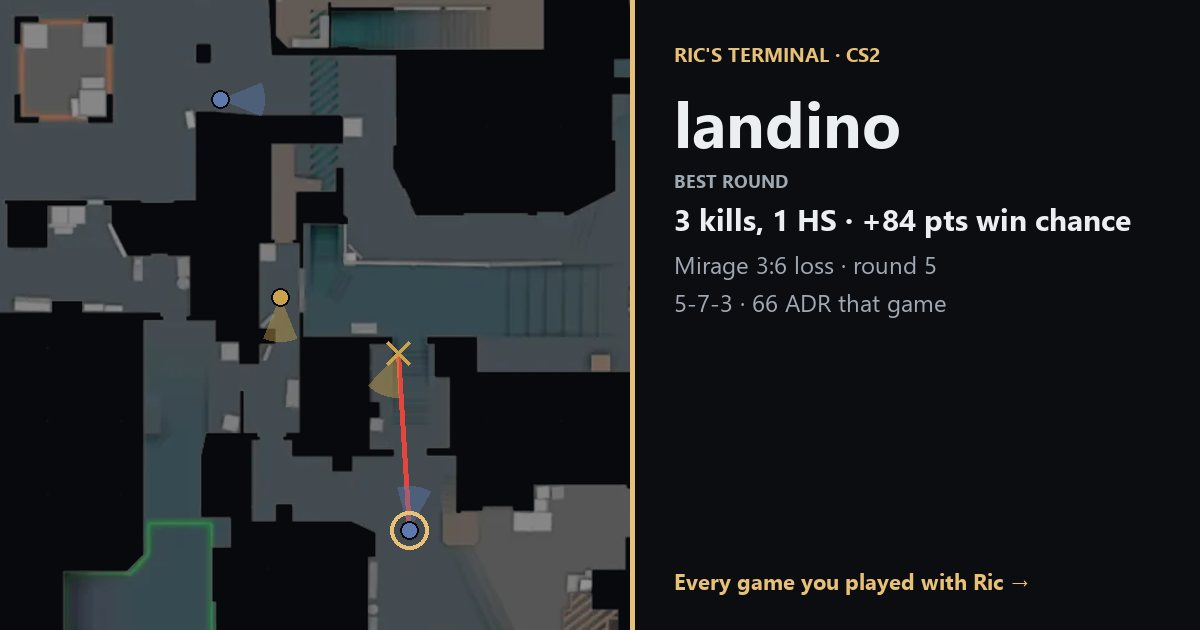 RIC'S TERMINAL · CS2
landino
BEST ROUND
3 kills, 1 HS · +84 pts win chance
Mirage 3:6 loss · round 5
5-7-3 · 66 ADR that game
Every game you played with Ric →